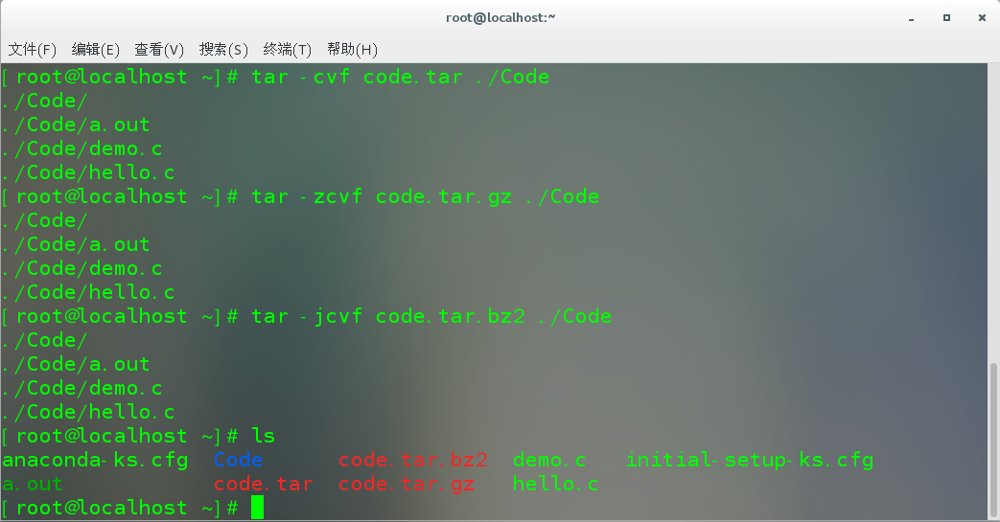 root@localhost:~
文件(F) 编辑(E) 查看(V) 搜索(S) 终端(T) 帮助(H)
[root@localhost ~]# tar -cvf code.tar ./Code
./Code/
./Code/a.out
./Code/demo.c
./Code/hello.c
[root@localhost ~]# tar -zcvf code.tar.gz ./Code
./Code/
./Code/a.out
./Code/demo.c
./Code/hello.c
[root@localhost ~]# tar -jcvf code.tar.bz2 ./Code
./Code/
./Code/a.out
./Code/demo.c
./Code/hello.c
[root@localhost ~]# ls
anaconda-ks.cfg Code code.tar.bz2 demo.c initial-setup-ks.cfg
a.out code.tar code.tar.gz hello.c
[root@localhost ~]#